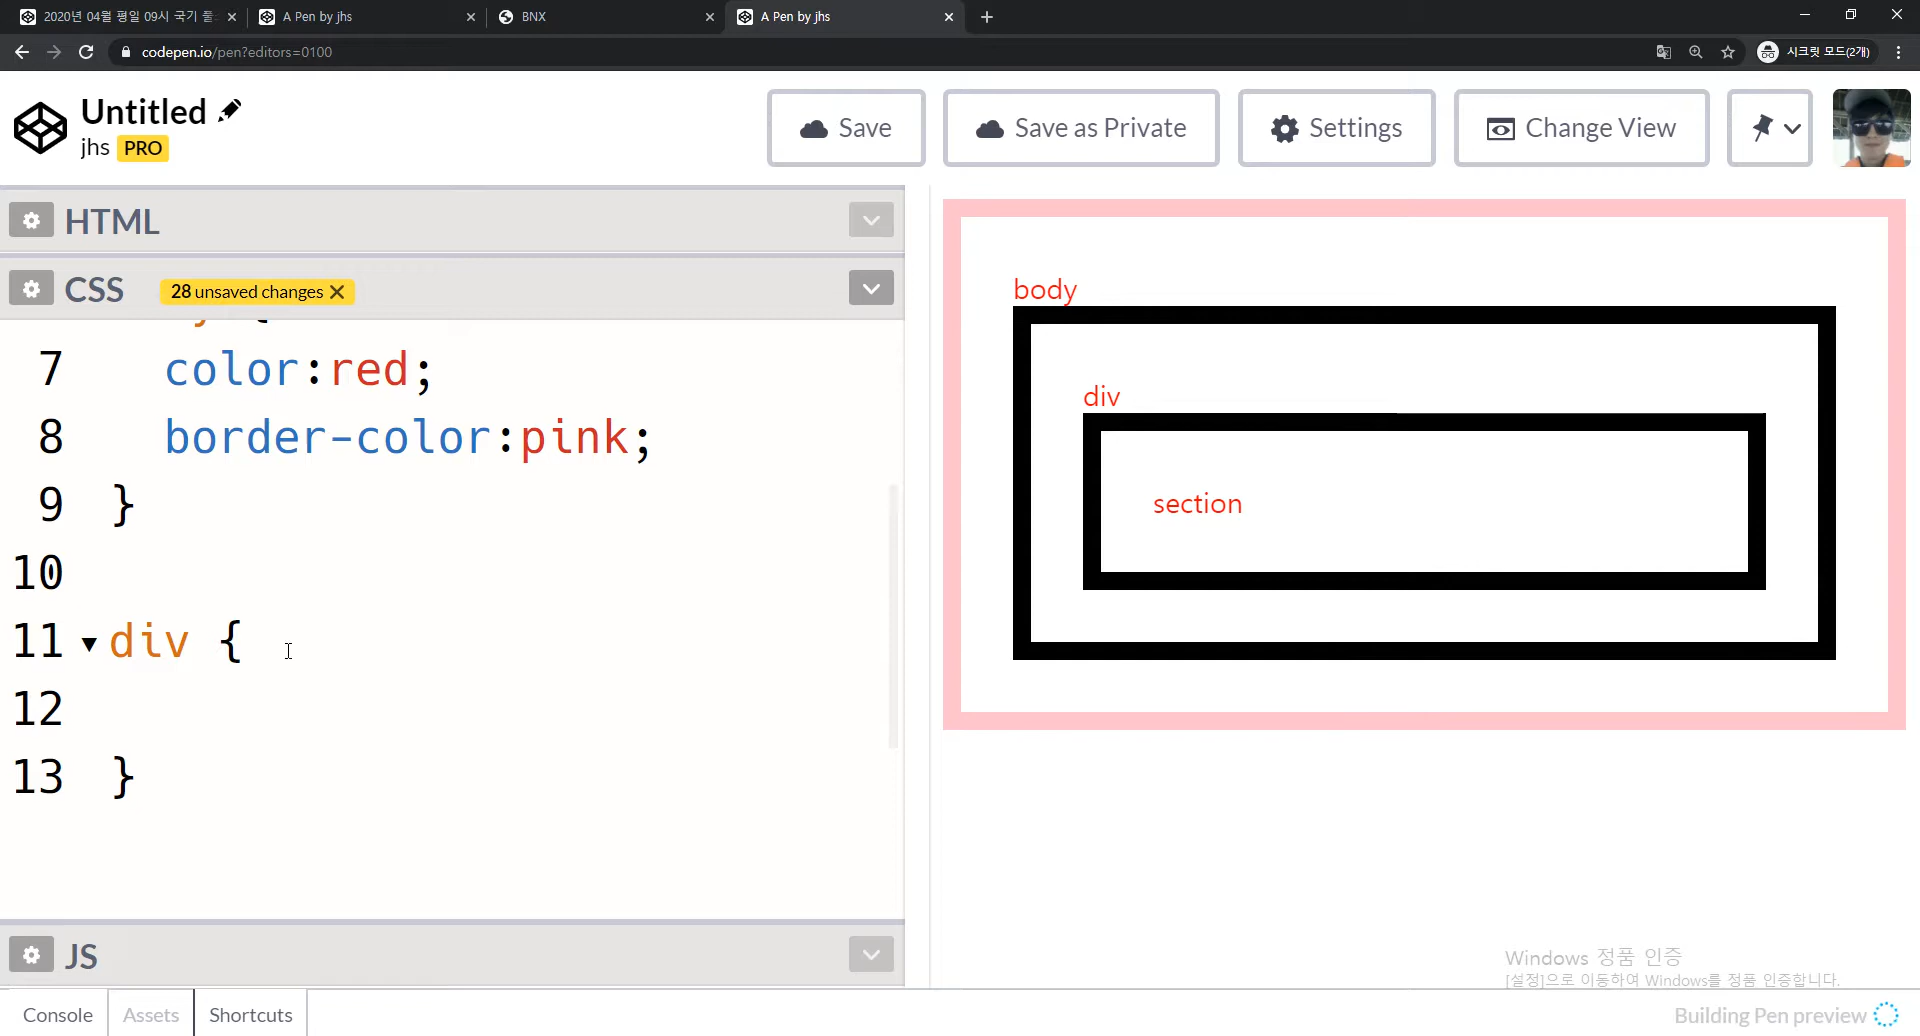 2020년 04월 평일 09시 국기 훈
A Pen by jhs
BNX
A Pen by jhs
codepen.io/pen?editors=0100
시크릿 모드(2개)
Untitled
jhs PRO
Save
Save as Private
Settings
Change View
HTML
CSS
28 unsaved changes
7 color:red;
8 border-color:pink;
9 }
10
11 div {
12
13 }
body
div
section
JS
Windows 정품 인증
[설정]으로 이동하여 Windows를 정품 인증합니다.
Console
Assets
Shortcuts
Building Pen preview